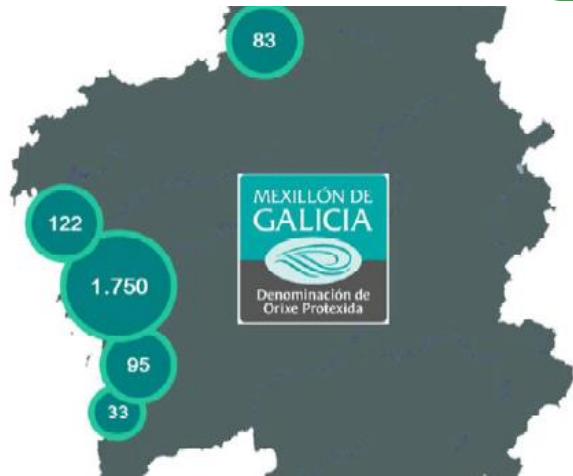 83
122
MEXILLÓN DE
GALICIA
1.750
Denominación de
Orixe Protexida
95
33